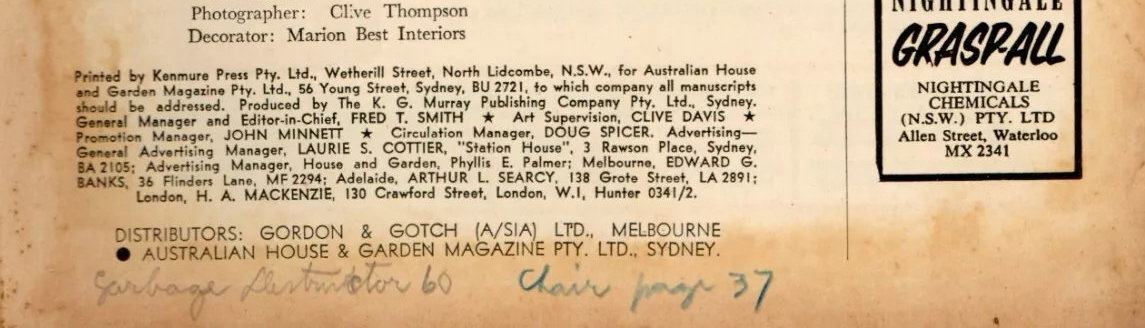 Photographer: Clive Thompson
Decorator: Marion Best Interiors
Printed by Kenmure Press Pty. Ltd., Wetherill Street, North Lidcombe, N.S.W., for Australian House
and Garden Magazine Pty. Ltd., 56 Young Street, Sydney, BU 2721, to which company all manuscripts
should be addressed. Produced by The K. G. Murray Publishing Company Pty. Ltd., Sydney.
General Manager and Editor-in-Chief, FRED T. SMITH ★ Art Supervision, CLIVE DAVIS ★
Promotion Manager, JOHN MINNETT ★ Circulation Manager, DOUG SPICER. Advertising—
General Advertising Manager, LAURIE S. COTTIER, "Station House", 3 Rawson Place, Sydney,
BA 2105; Advertising Manager, House and Garden, Phyllis E. Palmer; Melbourne, EDWARD G.
BANKS, 36 Flinders Lane, MF 2294; Adelaide, ARTHUR L. SEARCY, 138 Grote Street, LA 2891;
London, H. A. MACKENZIE, 130 Crawford Street, London, W.1, Hunter 0341/2.
DISTRIBUTORS: GORDON & GOTCH (A/SIA) LTD., MELBOURNE
● AUSTRALIAN HOUSE & GARDEN MAGAZINE PTY. LTD., SYDNEY.
Garbage Destructor 60 Chair page 37
NIGHTINGALE
GRASP-ALL
NIGHTINGALE
CHEMICALS
(N.S.W.) PTY. LTD
Allen Street, Waterloo
MX 2341